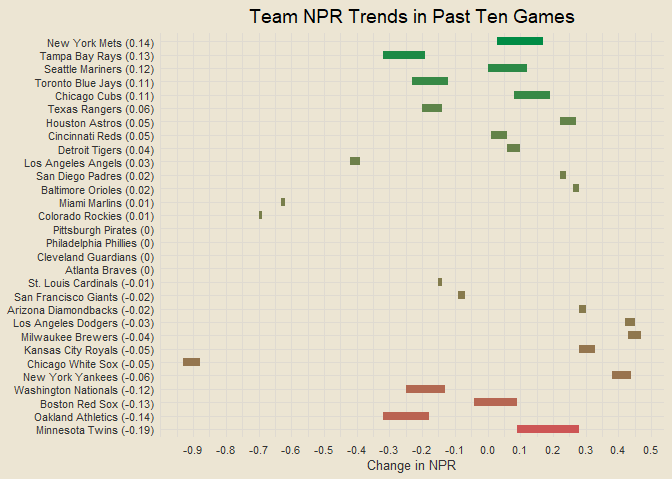 Team NPR Trends in Past Ten Games
New York Mets (0.14)
Tampa Bay Rays (0.13)
Seattle Mariners (0.12)
Toronto Blue Jays (0.11)
Chicago Cubs (0.11)
Texas Rangers (0.06)
Houston Astros (0.05)
Cincinnati Reds (0.05)
Detroit Tigers (0.04)
Los Angeles Angels (0.03)
San Diego Padres (0.02)
Baltimore Orioles (0.02)
Miami Marlins (0.01)
Colorado Rockies (0.01)
Pittsburgh Pirates (0)
Philadelphia Phillies (0)
Cleveland Guardians (0)
Atlanta Braves (0)
St. Louis Cardinals (-0.01)
San Francisco Giants (-0.02)
Arizona Diamondbacks (-0.02)
Los Angeles Dodgers (-0.03)
Milwaukee Brewers (-0.04)
Kansas City Royals (-0.05)
Chicago White Sox (-0.05)
New York Yankees (-0.06)
Washington Nationals (-0.12)
Boston Red Sox (-0.13)
Oakland Athletics (-0.14)
Minnesota Twins (-0.19)
-0.9 -0.8 -0.7 -0.6 -0.5 -0.4 -0.3 -0.2 -0.1 0.0 0.1 0.2 0.3 0.4 0.5
Change in NPR